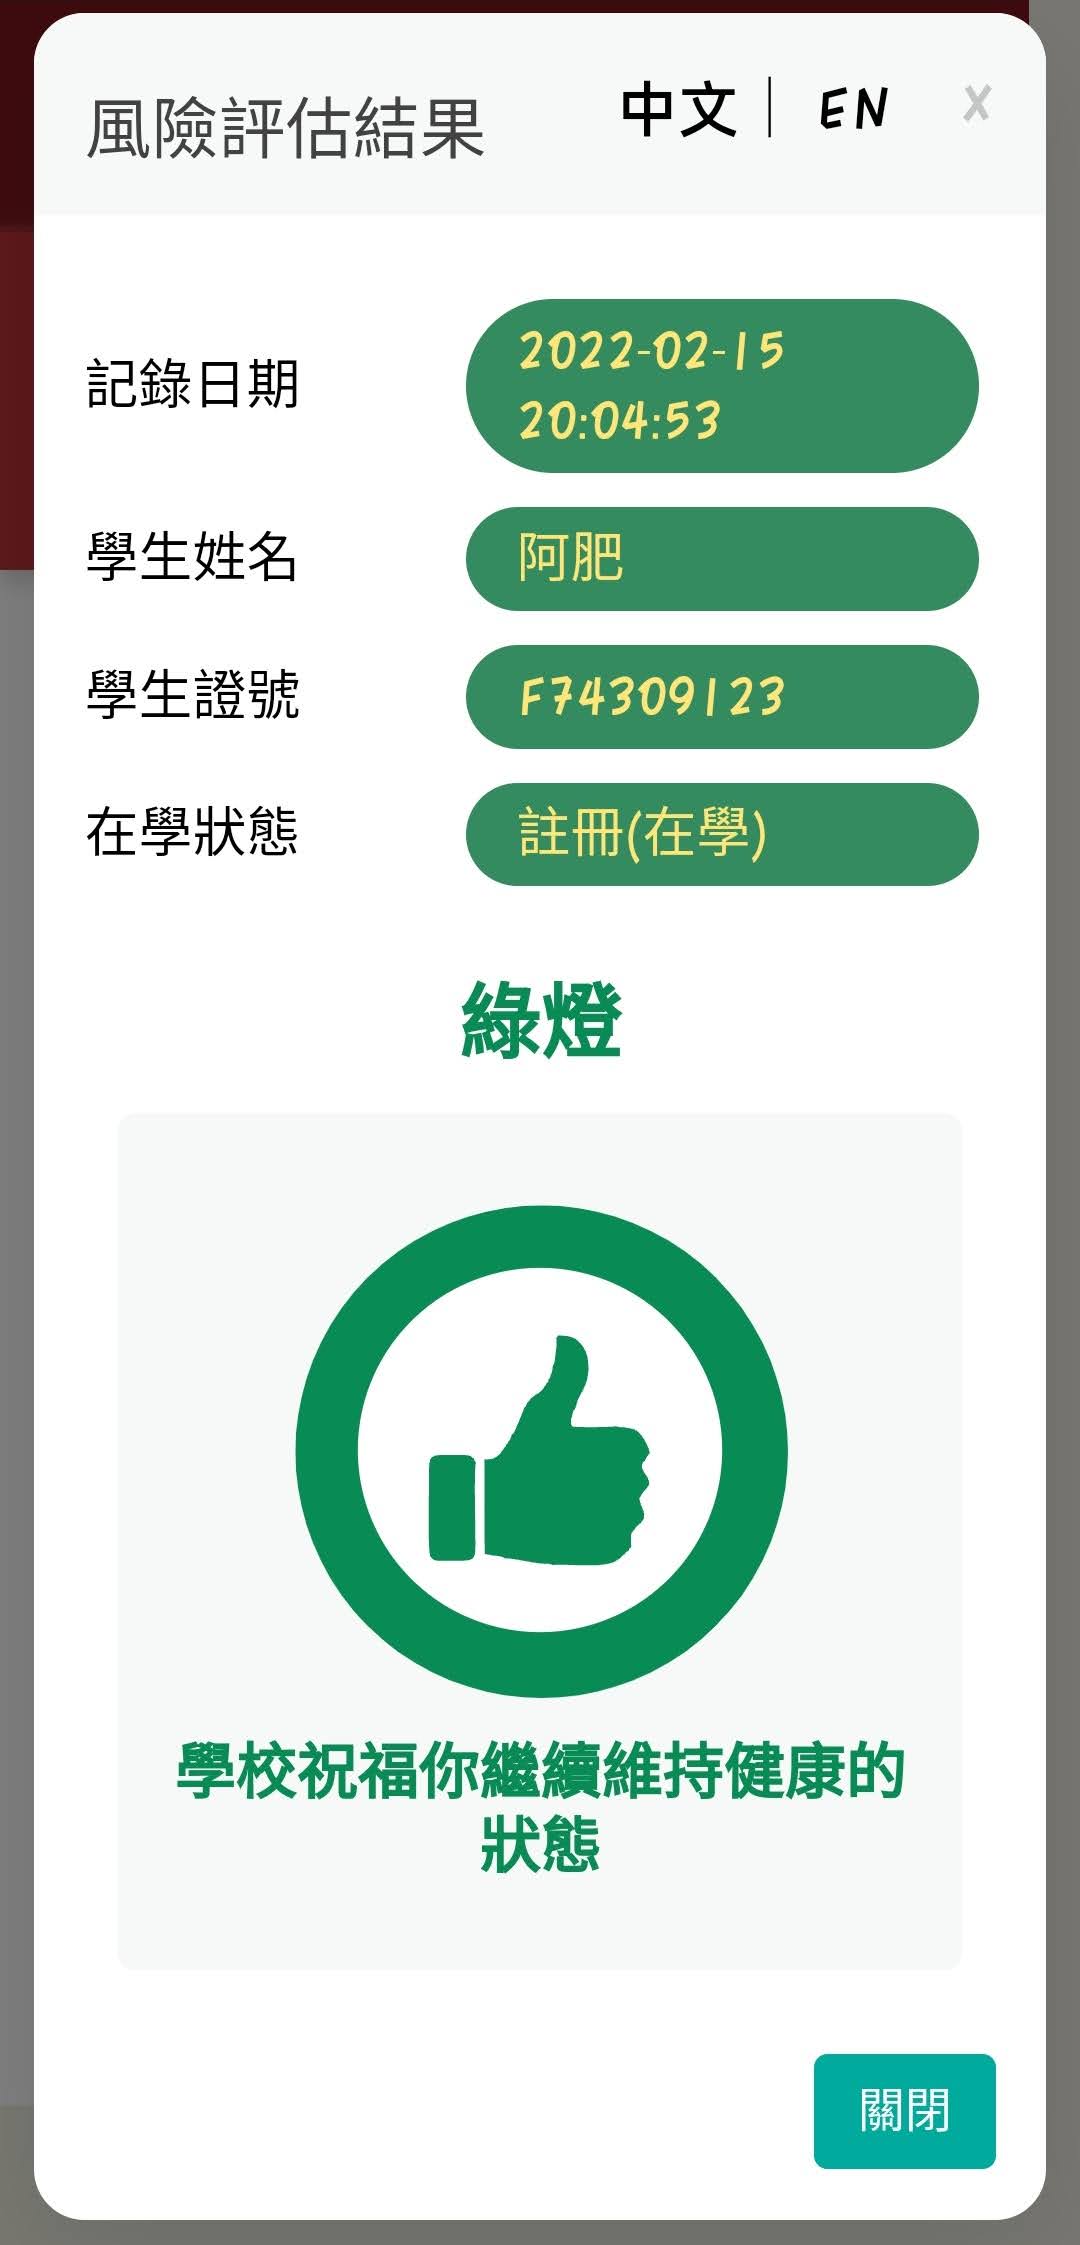 風險評估結果
中文 | EN X
記錄日期
2022-02-15
20:04:53
學生姓名
阿肥
學生證號
F74309123
在學狀態
註冊(在學)
綠燈
學校祝福你繼續維持健康的
狀態
關閉